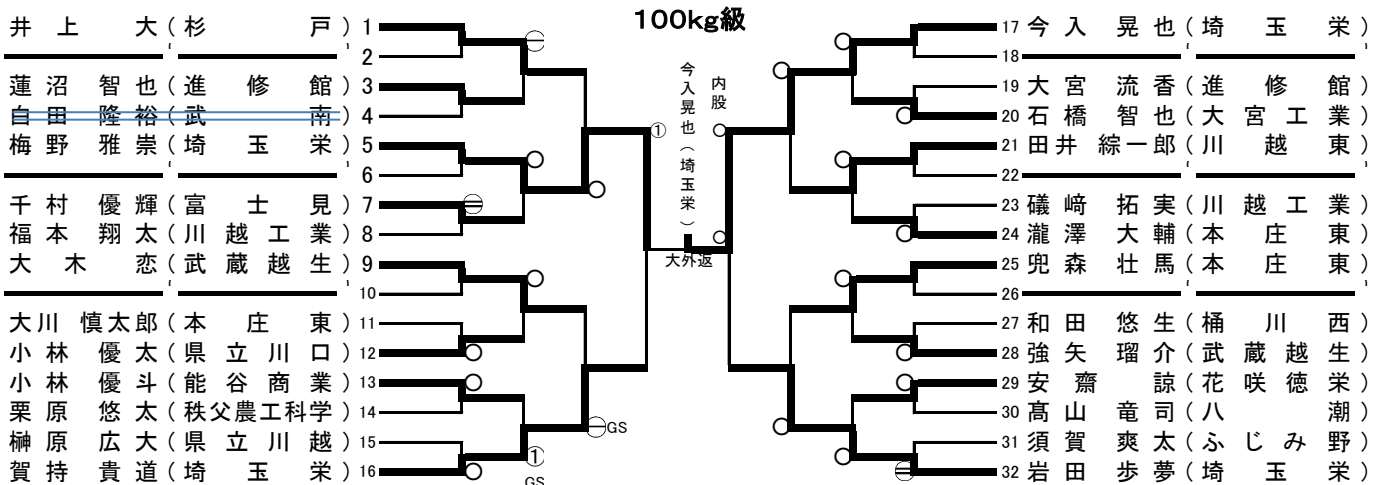 100kg級
井上 大(杉戸) 1
2
蓮沼 智也(進修館) 3
自田 隆裕(武南) 4
梅野 雅崇(埼玉栄) 5
6
千村 優輝(富士見) 7
福本 翔太(川越工業) 8
大木 恋(武蔵越生) 9
10
大川 慎太郎(本庄東) 11
小林 優太(県立川口) 12
小林 優斗(能谷商業) 13
栗原 悠太(秩父農工科学) 14
榊原 広大(県立川越) 15
賀持 貴道(埼玉栄) 16
①
GS
①
GS
今入晃也(埼玉栄)
内股
大外返
17 今入 晃也(埼玉栄)
18
19 大宮 流香(進修館)
20 石橋 智也(大宮工業)
21 田井 綜一郎(川越東)
22
23 礒﨑 拓実(川越工業)
24 瀧澤 大輔(本庄東)
25 兜森 壮馬(本庄東)
26
27 和田 悠生(桶川西)
28 強矢 瑠介(武蔵越生)
29 安齋 諒(花咲徳栄)
30 髙山 竜司(八潮)
31 須賀 爽太(ふじみ野)
32 岩田 歩夢(埼玉栄)